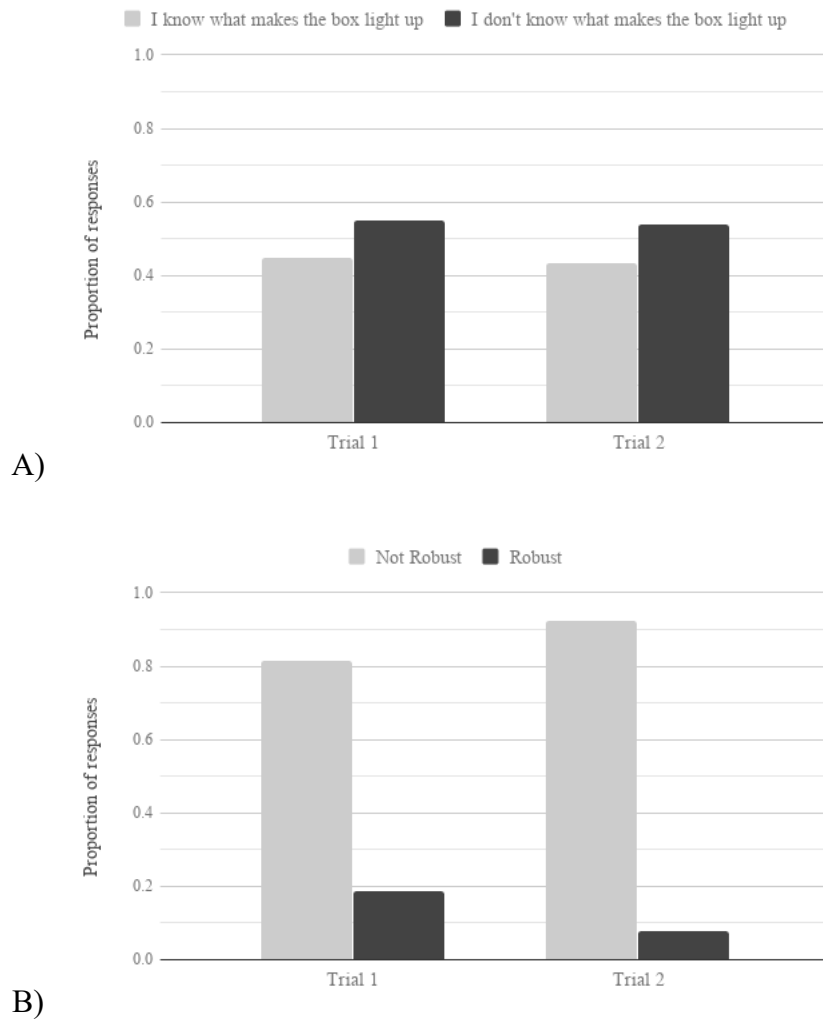 I know what makes the box light up I don't know what makes the box light up
1.0
0.8
0.6
0.4
0.2
0.0
Proportion of responses
Trial 1 Trial 2
A)
Not Robust Robust
1.0
0.8
0.6
0.4
0.2
0.0
Proportion of responses
Trial 1 Trial 2
B)